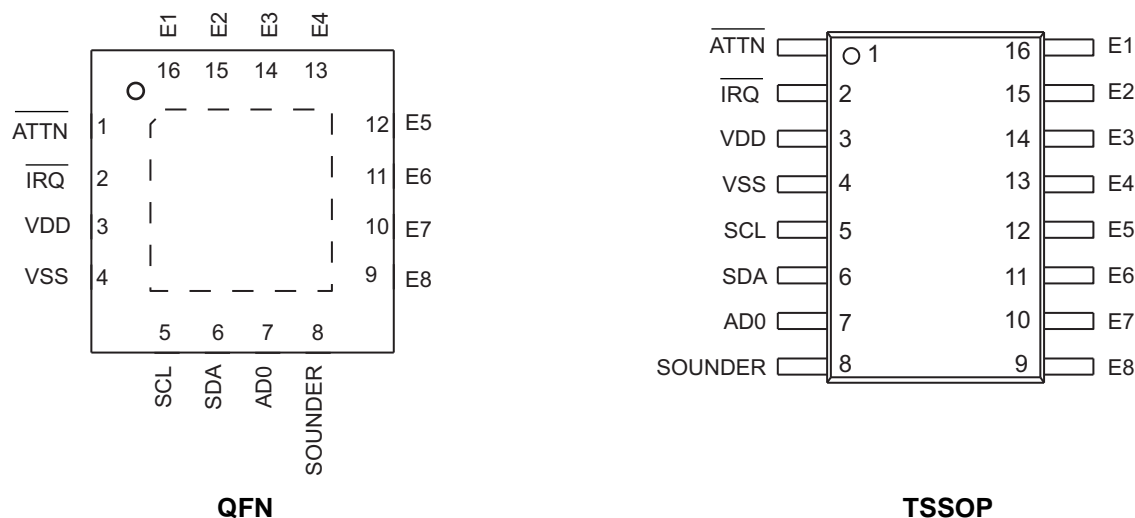 E1 E2 E3 E4
16 15 14 13
ATTN 1
IRQ 2
VDD 3
VSS 4
12 E5
11 E6
10 E7
9 E8
5 6 7 8
SCL SDA AD0 SOUNDER
QFN
ATTN 1 16 E1
IRQ 2 15 E2
VDD 3 14 E3
VSS 4 13 E4
SCL 5 12 E5
SDA 6 11 E6
AD0 7 10 E7
SOUNDER 8 9 E8
TSSOP